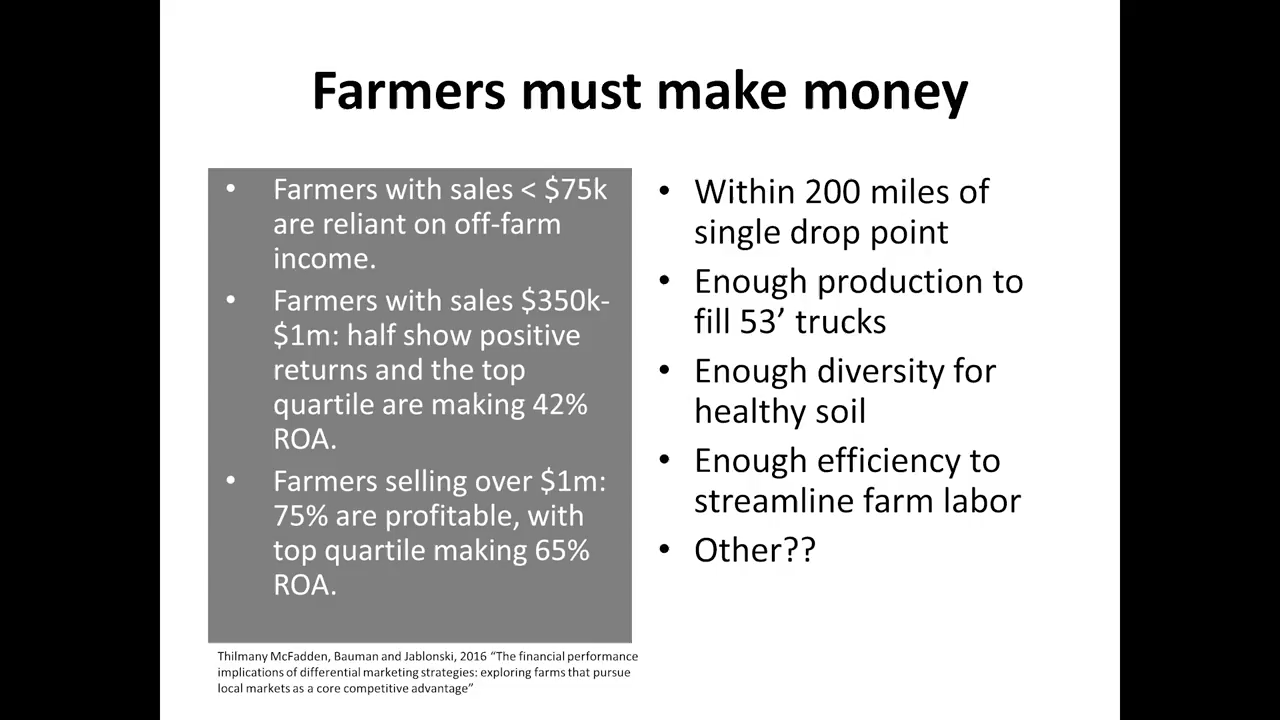 Farmers must make money
• Farmers with sales < $75k
are reliant on off-farm
income.
• Farmers with sales $350k-
$1m: half show positive
returns and the top
quartile are making 42%
ROA.
• Farmers selling over $1m:
75% are profitable, with
top quartile making 65%
ROA.
Thilmany McFadden, Bauman and Jablonski, 2016 “The financial performance
implications of differential marketing strategies: exploring farms that pursue
local markets as a core competitive advantage”
• Within 200 miles of
single drop point
• Enough production to
fill 53’ trucks
• Enough diversity for
healthy soil
• Enough efficiency to
streamline farm labor
• Other??